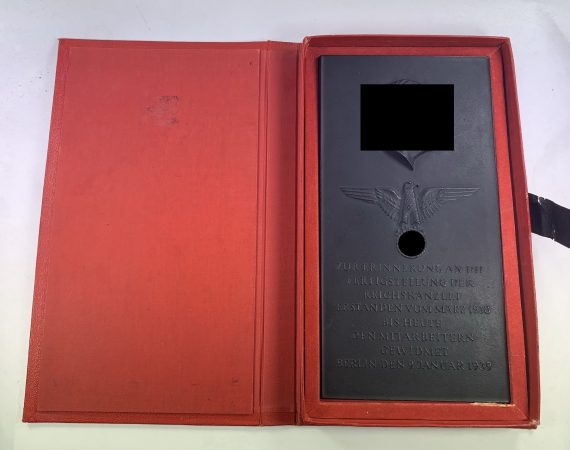 ZUR ERINNERUNG AN DIE
FERTIGSTELLUNG DER
REICHSKANZLEI
ENTSTANDEN VOM MÄRZ 1938
BIS HEUTE
DEN MITARBEITERN
GEWIDMET
BERLIN DEN 9 JANUAR 1939